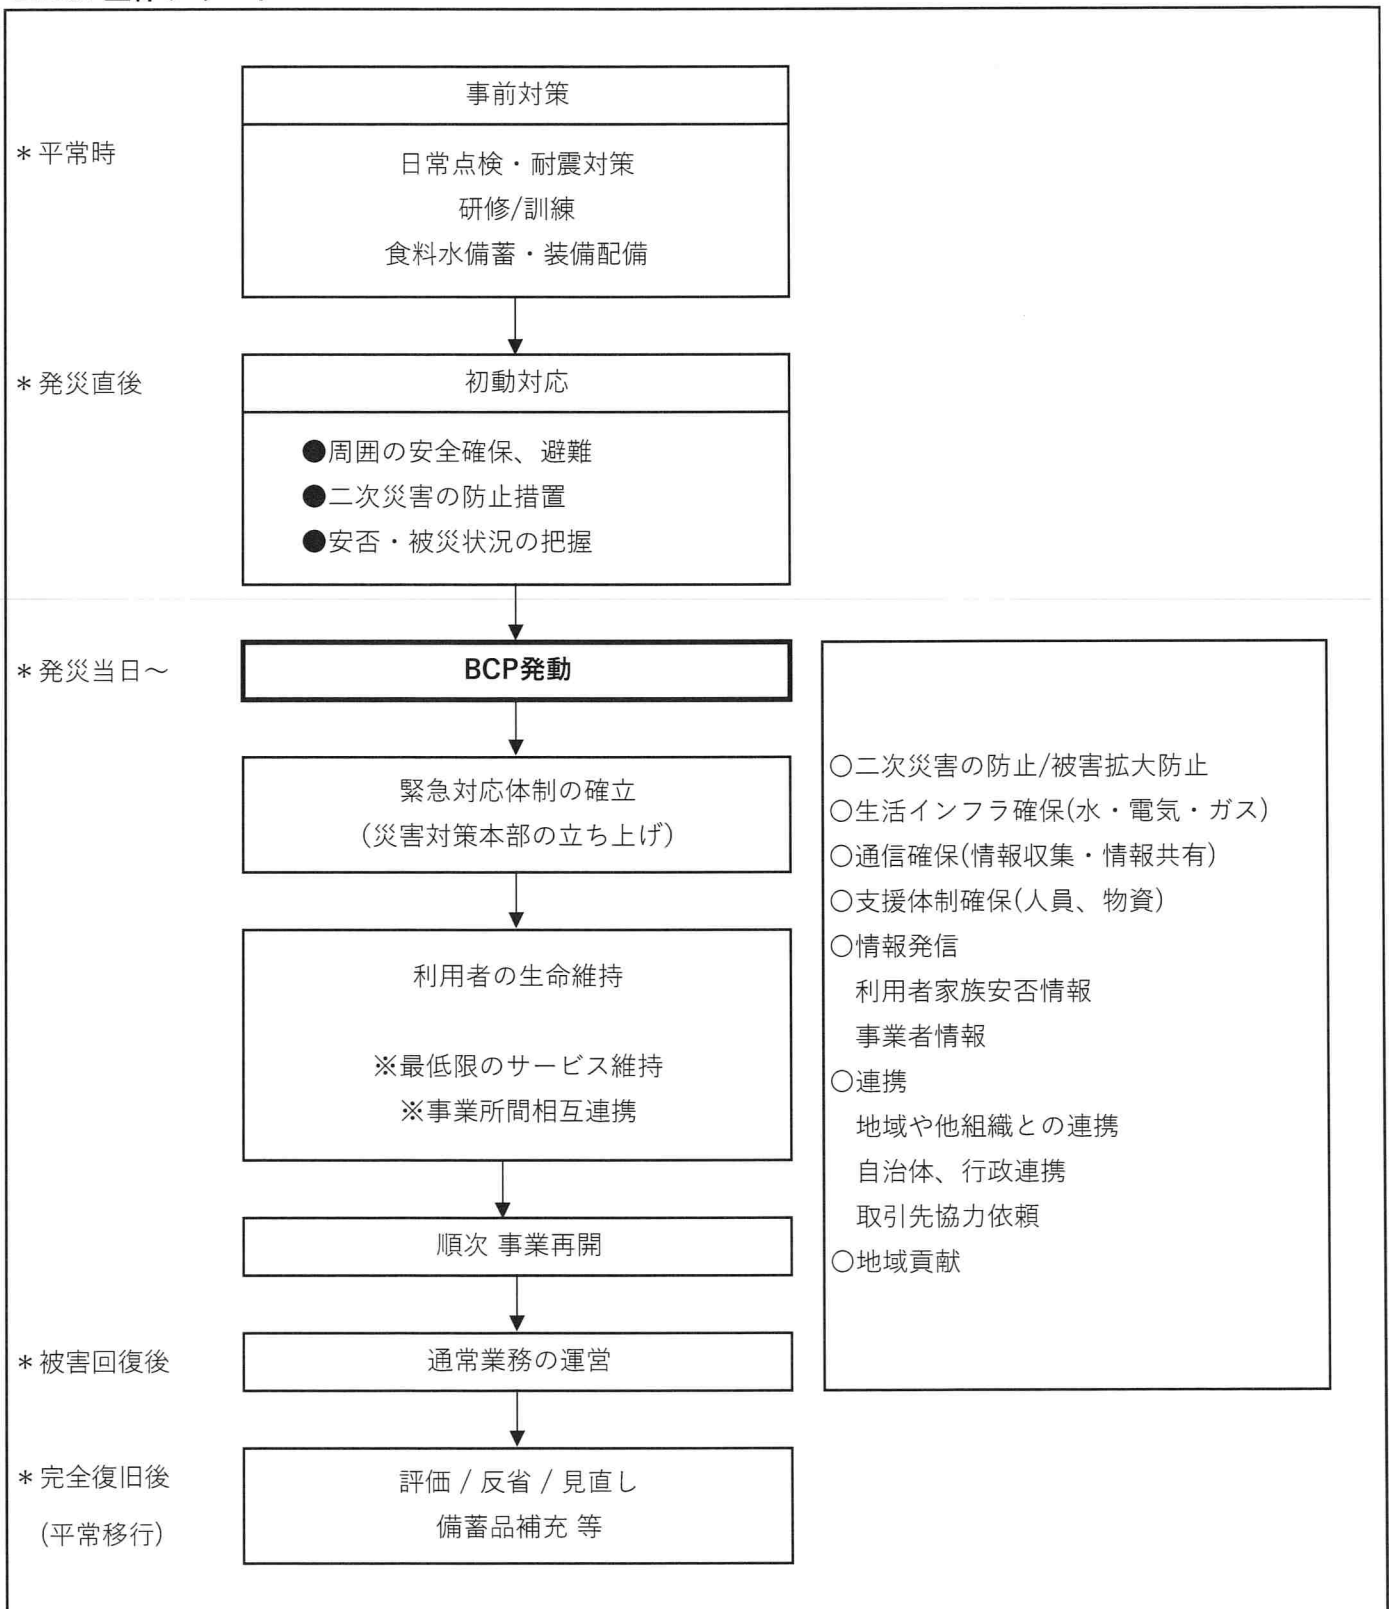 事前対策
＊平常時
日常点検・耐震対策
研修/訓練
食料水備蓄・装備配備
＊発災直後
初動対応
●周囲の安全確保、避難
●二次災害の防止措置
●安否・被災状況の把握
＊発災当日～
BCP発動
緊急対応体制の確立
（災害対策本部の立ち上げ）
利用者の生命維持
※最低限のサービス維持
※事業所間相互連携
順次 事業再開
○二次災害の防止/被害拡大防止
○生活インフラ確保(水・電気・ガス)
○通信確保(情報収集・情報共有)
○支援体制確保(人員、物資)
○情報発信
利用者家族安否情報
事業者情報
○連携
地域や他組織との連携
自治体、行政連携
取引先協力依頼
○地域貢献
＊被害回復後
通常業務の運営
＊完全復旧後
(平常移行)
評価 / 反省 / 見直し
備蓄品補充 等